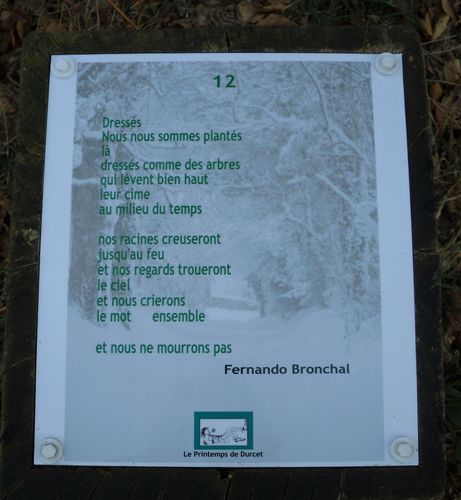 12
Dressés
Nous nous sommes plantés
là
dressés comme des arbres
qui lèvent bien haut
leur cime
au milieu du temps
nos racines creuseront
jusqu'au feu
et nos regards troueront
le ciel
et nous crierons
le mot ensemble
et nous ne mourrons pas
Fernando Bronchal
Le Printemps de Durcet